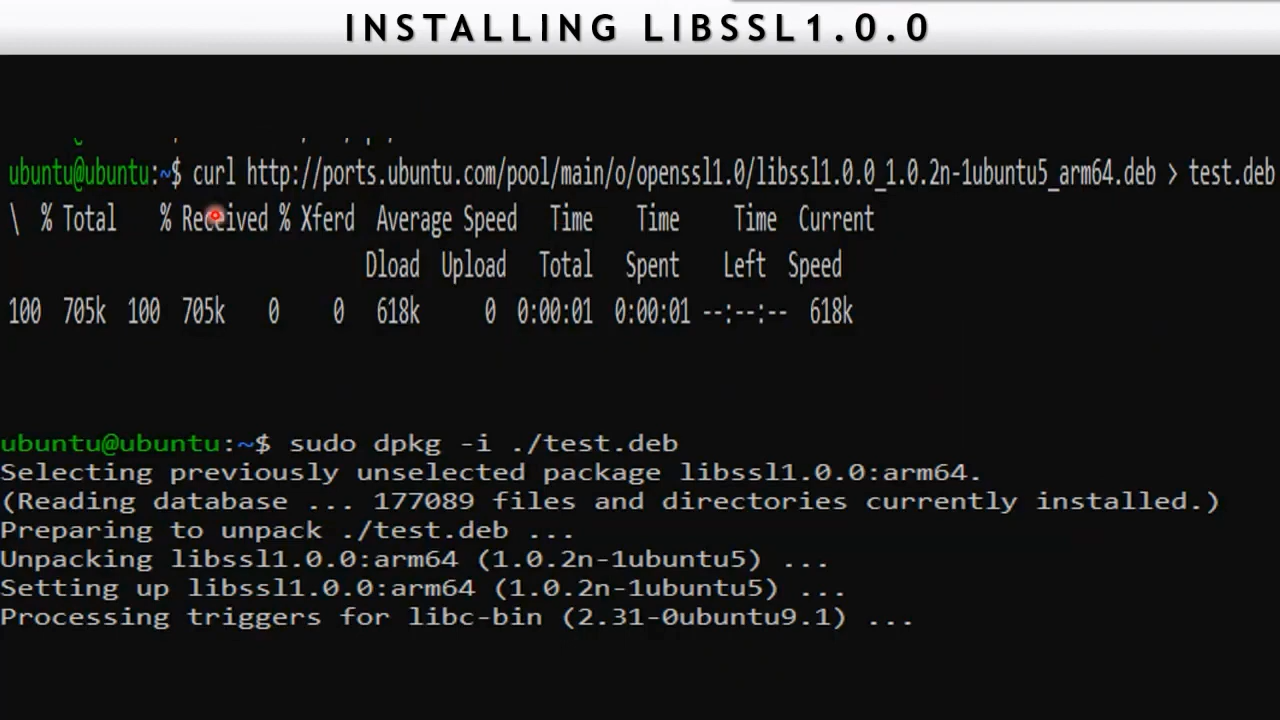 INSTALLING LIBSSL1.0.0
ubuntu@ubuntu:~$ curl http://ports.ubuntu.com/pool/main/o/openssl1.0/libssl1.0.0_1.0.2n-1ubuntu5_arm64.deb > test.deb
\ % Total % Received % Xferd Average Speed Time Time Time Current
Dload Upload Total Spent Left Speed
100 705k 100 705k 0 0 618k 0 0:00:01 0:00:01 --:--:-- 618k
ubuntu@ubuntu:~$ sudo dpkg -i ./test.deb
Selecting previously unselected package libssl1.0.0:arm64.
(Reading database ... 177089 files and directories currently installed.)
Preparing to unpack ./test.deb ...
Unpacking libssl1.0.0:arm64 (1.0.2n-1ubuntu5) ...
Setting up libssl1.0.0:arm64 (1.0.2n-1ubuntu5) ...
Processing triggers for libc-bin (2.31-0ubuntu9.1) ...